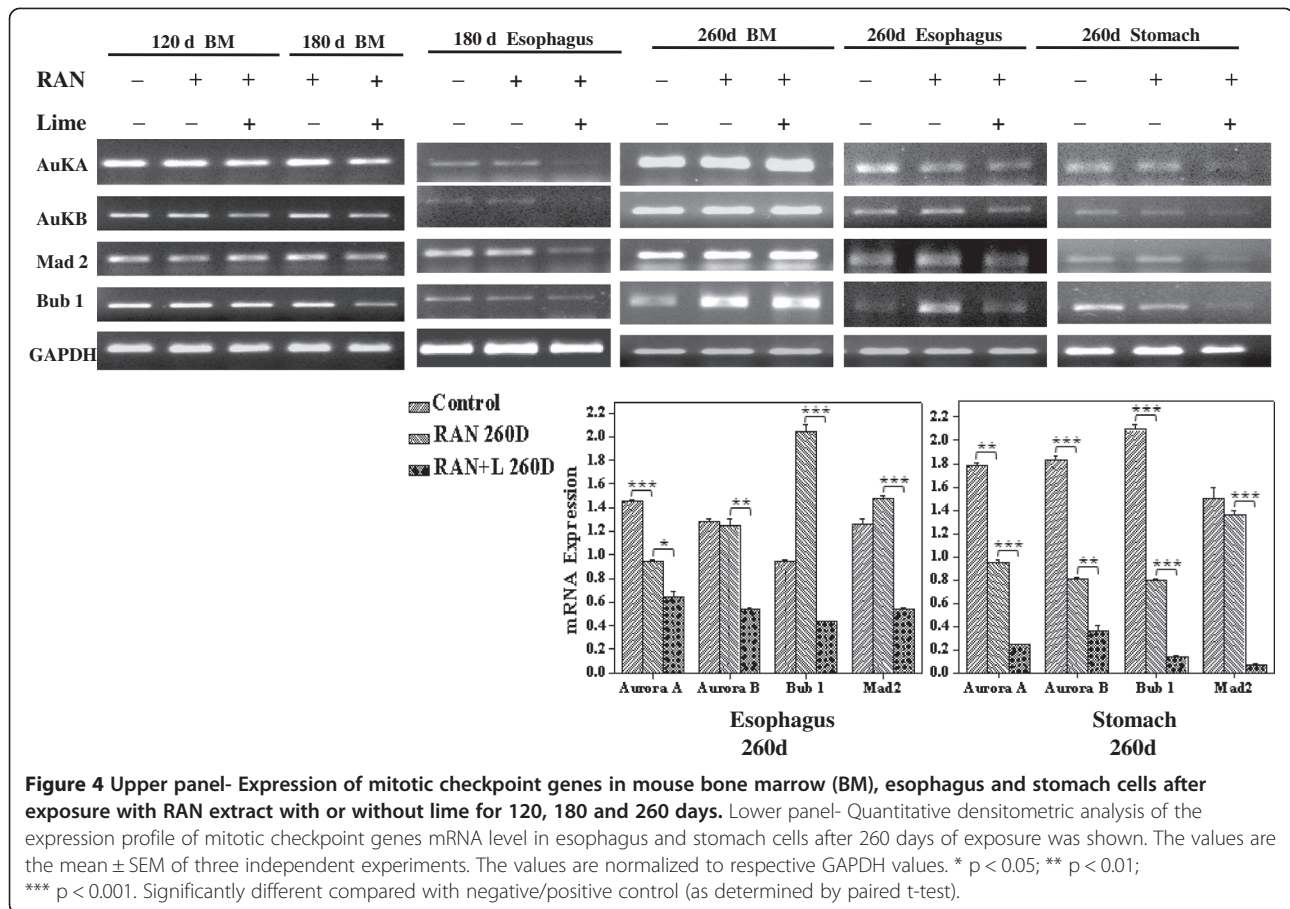 120 d BM 180 d BM 180 d Esophagus 260d BM 260d Esophagus 260d Stomach
RAN – + + + + – + + – + + – + + – + +
Lime – – + – + – – + – – + – – + – – +
AuKA
AuKB
Mad 2
Bub 1
GAPDH
Control
RAN 260D
RAN+L 260D
mRNA Expression
2.2
2.0
1.8
1.6
1.4
1.2
1.0
0.8
0.6
0.4
0.2
0.0
*** * ** *** ***
Aurora A Aurora B Bub 1 Mad2
Esophagus
260d
2.2
2.0
1.8
1.6
1.4
1.2
1.0
0.8
0.6
0.4
0.2
0.0
** *** *** ** *** *** ***
Aurora A Aurora B Bub 1 Mad2
Stomach
260d
Figure 4 Upper panel- Expression of mitotic checkpoint genes in mouse bone marrow (BM), esophagus and stomach cells after
exposure with RAN extract with or without lime for 120, 180 and 260 days. Lower panel- Quantitative densitometric analysis of the
expression profile of mitotic checkpoint genes mRNA level in esophagus and stomach cells after 260 days of exposure was shown. The values are
the mean ± SEM of three independent experiments. The values are normalized to respective GAPDH values. * p < 0.05; ** p < 0.01;
*** p < 0.001. Significantly different compared with negative/positive control (as determined by paired t-test).